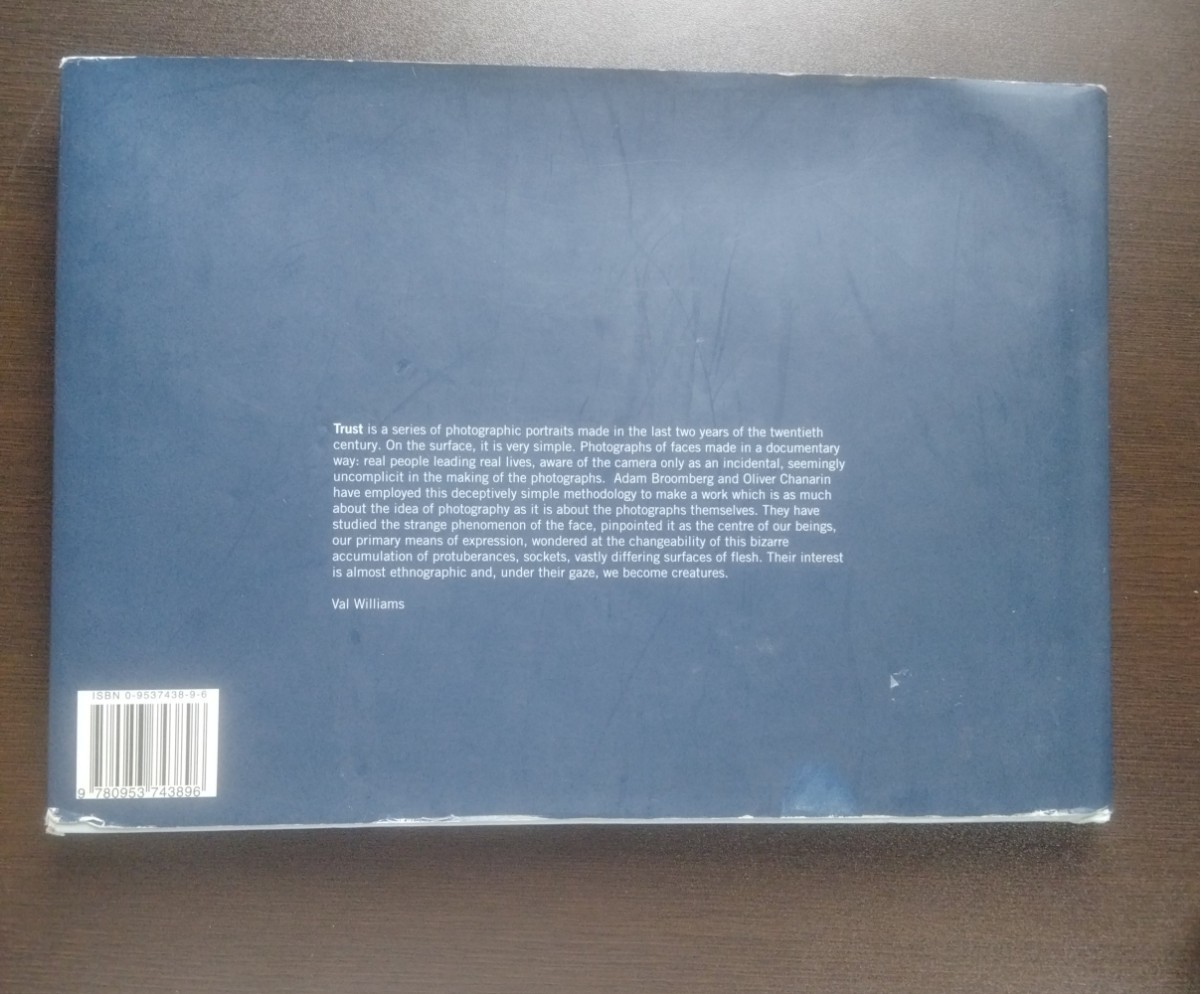 Trust is a series of photographic portraits made in the last two years of the twentieth
century. On the surface, it is very simple. Photographs of faces made in a documentary
way: real people leading real lives, aware of the camera only as an incidental, seemingly
uncomplicit in the making of the photographs. Adam Broomberg and Oliver Chanarin
have employed this deceptively simple methodology to make a work which is as much
about the idea of photography as it is about the photographs themselves. They have
studied the strange phenomenon of the face, pinpointed it as the centre of our beings,
our primary means of expression, wondered at the changeability of this bizarre
accumulation of protuberances, sockets, vastly differing surfaces of flesh. Their interest
is almost ethnographic and, under their gaze, we become creatures.
Val Williams
ISBN 0-9537438-9-6
9 780953 743896